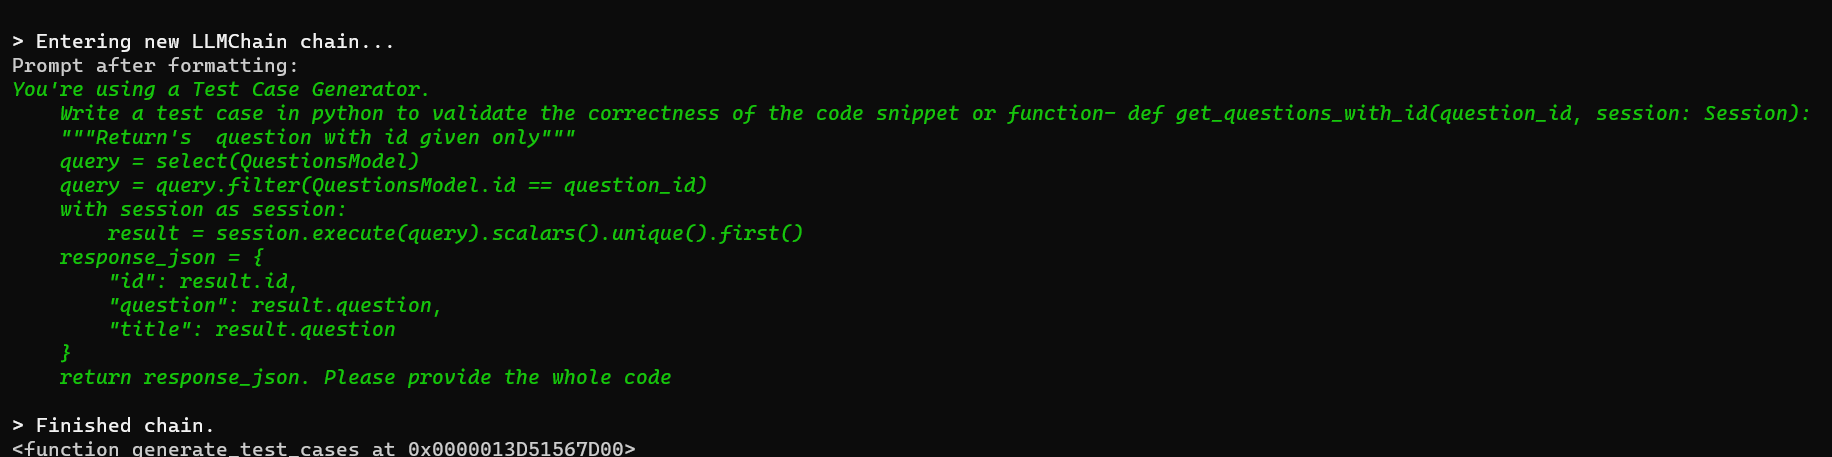 > Entering new LLMChain chain...
Prompt after formatting:
You're using a Test Case Generator.
    Write a test case in python to validate the correctness of the code snippet or function- def get_questions_with_id(question_id, session: Session):
    """Return's  question with id given only"""
    query = select(QuestionsModel)
    query = query.filter(QuestionsModel.id == question_id)
    with session as session:
        result = session.execute(query).scalars().unique().first()
    response_json = {
        "id": result.id,
        "question": result.question,
        "title": result.question
    }
    return response_json. Please provide the whole code
> Finished chain.
<function generate_test_cases at 0x0000013D51567D00>